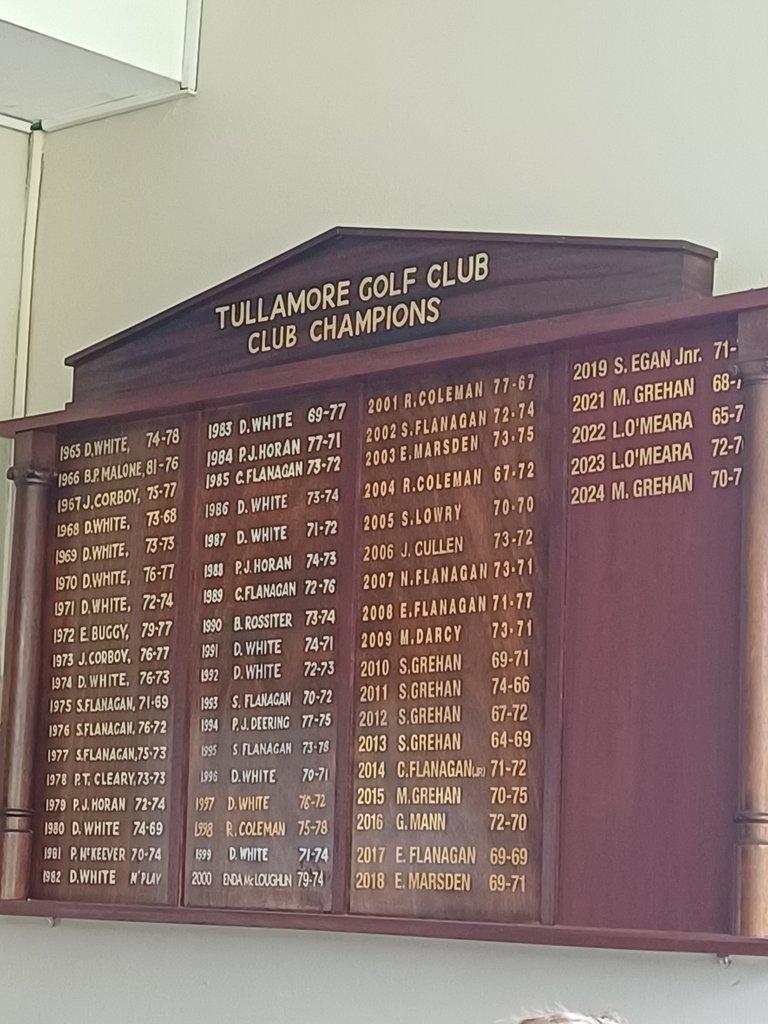 TULLAMORE GOLF CLUB
CLUB CHAMPIONS
1965 D.WHITE, 74-78
1966 B.P. MALONE, 81-76
1967 J.CORBOY, 75-77
1968 D.WHITE, 73-68
1969 D.WHITE, 73-73
1970 D.WHITE, 76-77
1971 D.WHITE, 72-74
1972 E. BUGGY, 79-77
1973 J.CORBOY, 76-77
1974 D. WHITE, 76-73
1975 S.FLANAGAN, 71-69
1976 S.FLANAGAN, 76-72
1977 S.FLANAGAN, 75-73
1978 P.T. CLEARY, 73-73
1979 P.J. HORAN 72-74
1980 D. WHITE 74-69
1981 P. McKEEVER 70-74
1982 D.WHITE M'PLAY
1983 D. WHITE 69-77
1984 P.J. HORAN 77-71
1985 C.FLANAGAN 73-72
1986 D. WHITE 73-74
1987 D. WHITE 71-72
1988 P.J. HORAN 74-73
1989 C.FLANAGAN 72-76
1990 B. ROSSITER 73-74
1991 D. WHITE 74-71
1992 D. WHITE 72-73
1993 S. FLANAGAN 70-72
1994 P.J. DEERING 77-75
1995 S FLANAGAN 73-78
1996 D.WHITE 70-71
1997 D. WHITE 76-72
1998 R. COLEMAN 75-78
1999 D. WHITE 71-74
2000 ENDA Mc LOUGHLIN 79-74
2001 R.COLEMAN 77-67
2002 S.FLANAGAN 72-74
2003 E.MARSDEN 73-75
2004 R.COLEMAN 67-72
2005 S.LOWRY 70-70
2006 J. CULLEN 73-72
2007 N.FLANAGAN 73-71
2008 E.FLANAGAN 71-77
2009 M.DARCY 73-71
2010 S.GREHAN 69-71
2011 S.GREHAN 74-66
2012 S.GREHAN 67-72
2013 S.GREHAN 64-69
2014 C.FLANAGAN(JR) 71-72
2015 M.GREHAN 70-75
2016 G. MANN 72-70
2017 E. FLANAGAN 69-69
2018 E. MARSDEN 69-71
2019 S. EGAN Jnr. 71-
2021 M. GREHAN 68-
2022 L.O'MEARA 65-7
2023 L.O'MEARA 72-7
2024 M. GREHAN 70-7